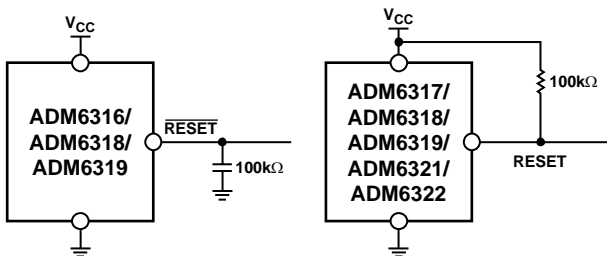 VCC
ADM6316/
ADM6318/
ADM6319
RESET
100kΩ
VCC
ADM6317/
ADM6318/
ADM6319/
ADM6321/
ADM6322
100kΩ
RESET